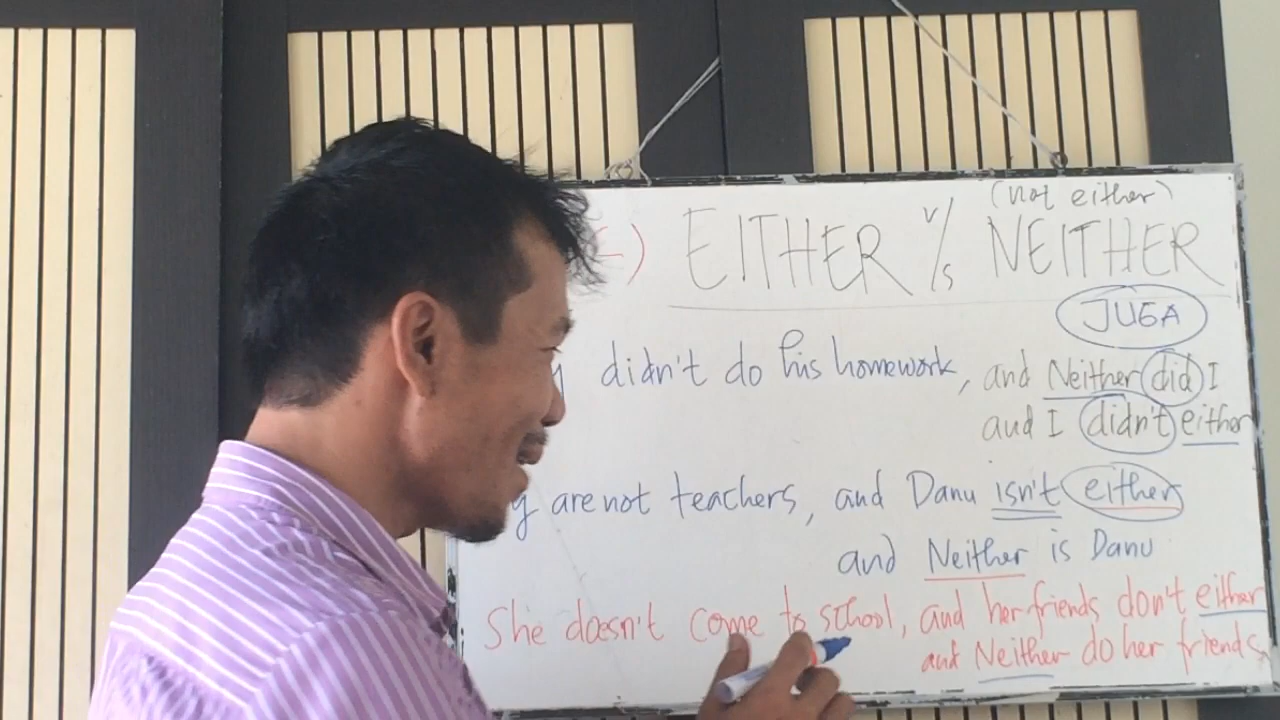 (not either)
-) EITHER v/s NEITHER
JUGA
y didn't do his homework, and Neither did I
and I didn't either
y are not teachers, and Danu isn't either
and Neither is Danu
She doesn't come to school, and her friends don't either
and Neither do her friends